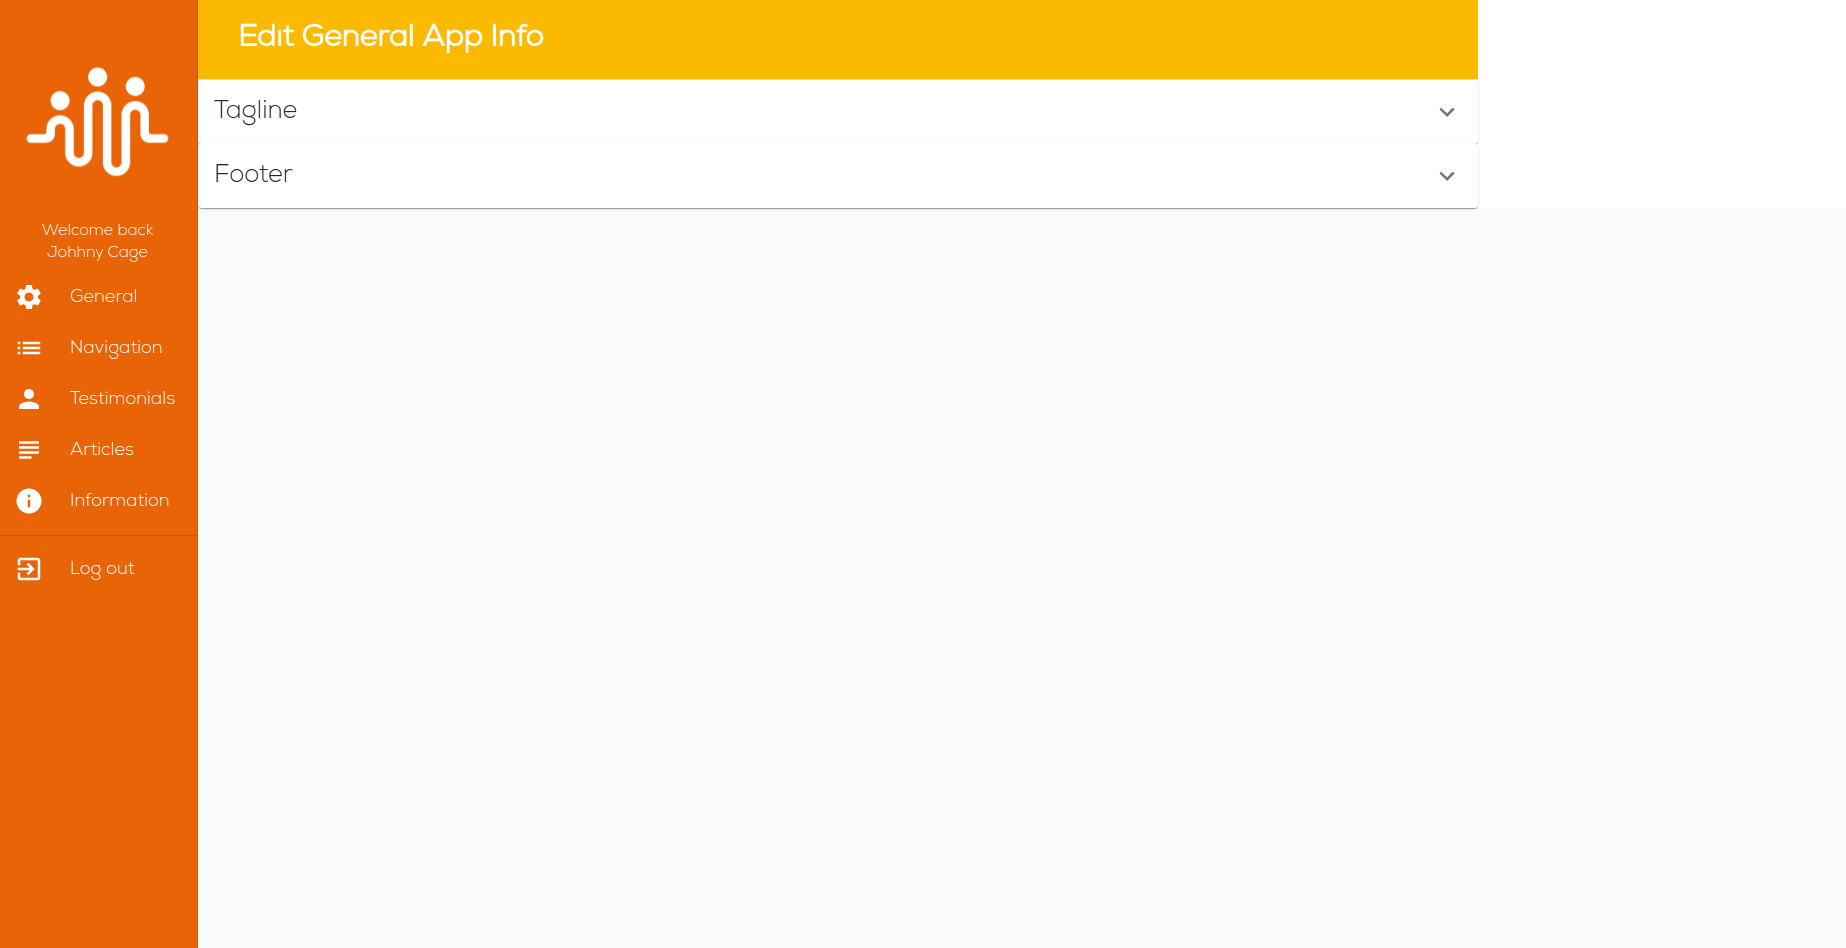 Edit General App Info
Tagline
Footer
Welcome back
Johhny Cage
General
Navigation
Testimonials
Articles
Information
Log out